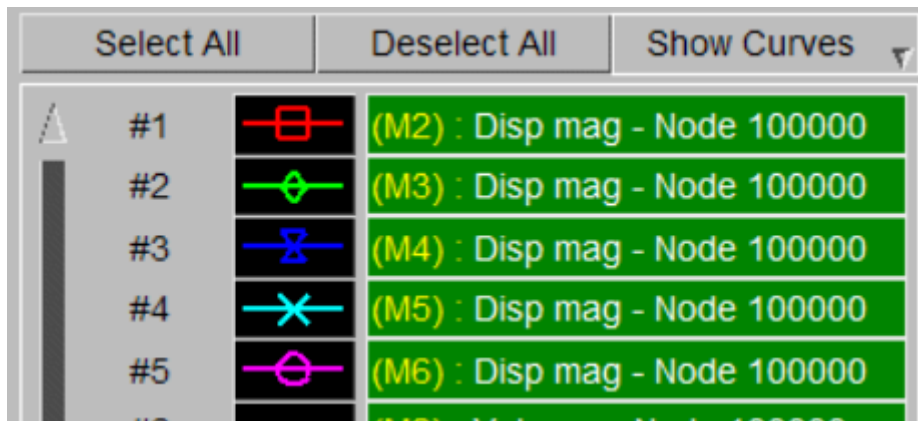 Select All Deselect All Show Curves
#1 (M2) : Disp mag - Node 100000
#2 (M3) : Disp mag - Node 100000
#3 (M4) : Disp mag - Node 100000
#4 (M5) : Disp mag - Node 100000
#5 (M6) : Disp mag - Node 100000